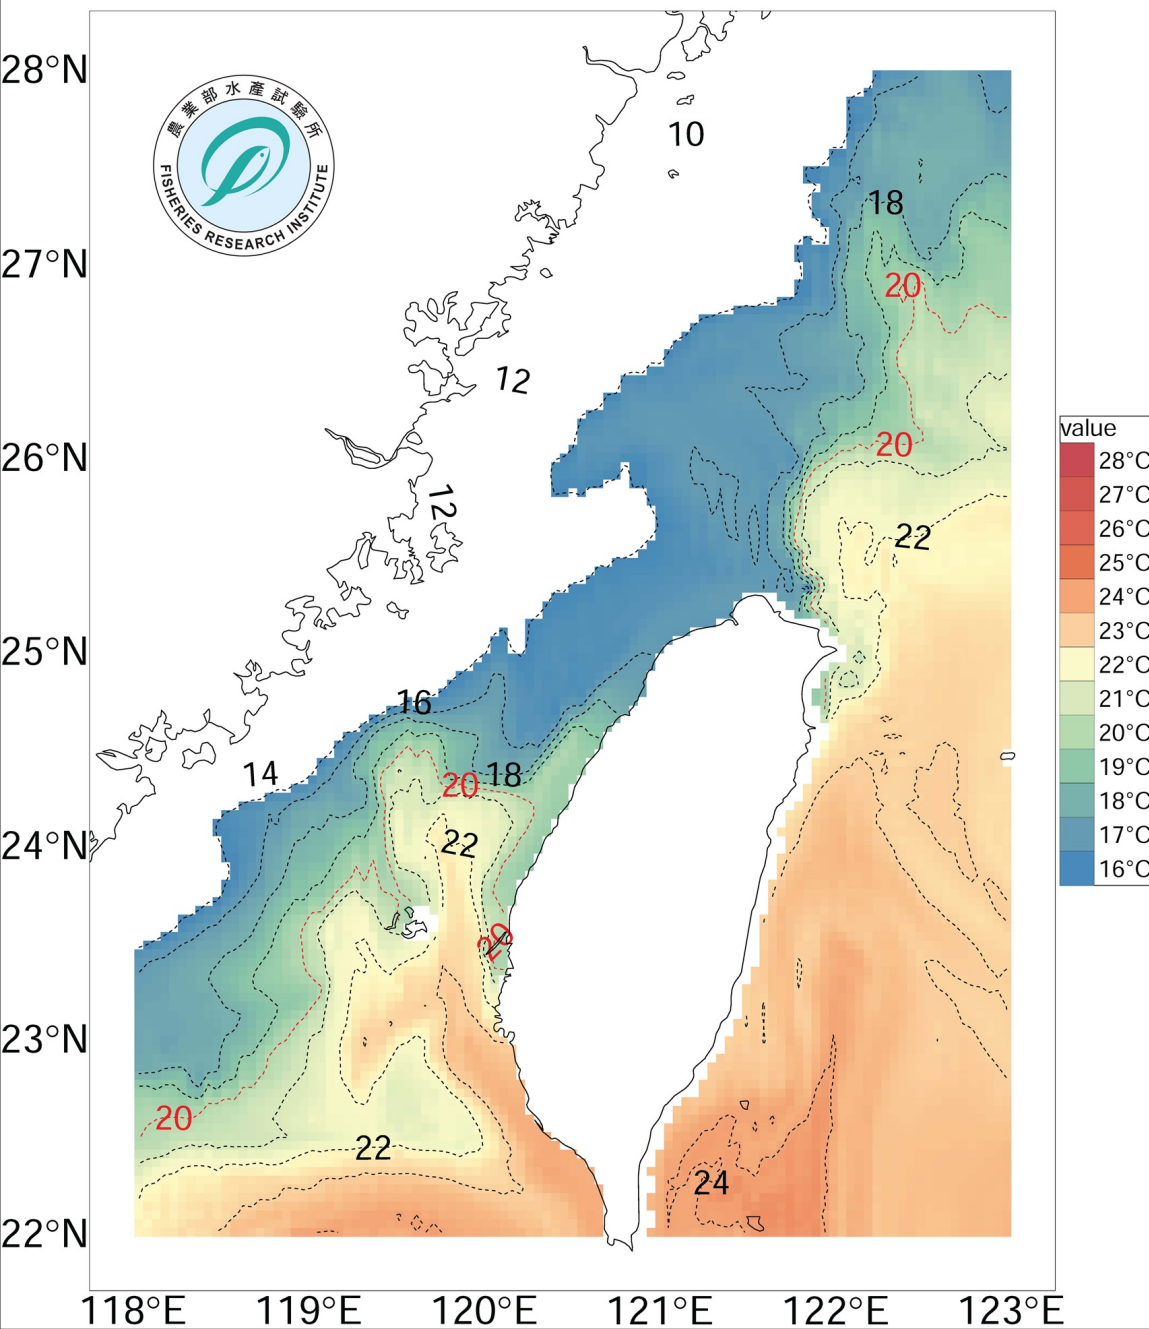 農業部水產試驗所
FISHERIES RESEARCH INSTITUTE
28°N
27°N
26°N
25°N
24°N
23°N
22°N
10
18
20
12
20
12
22
16
14
18
20
22
20
20
22
24
value
28°C
27°C
26°C
25°C
24°C
23°C
22°C
21°C
20°C
19°C
18°C
17°C
16°C
118°E
119°E
120°E
121°E
122°E
123°E